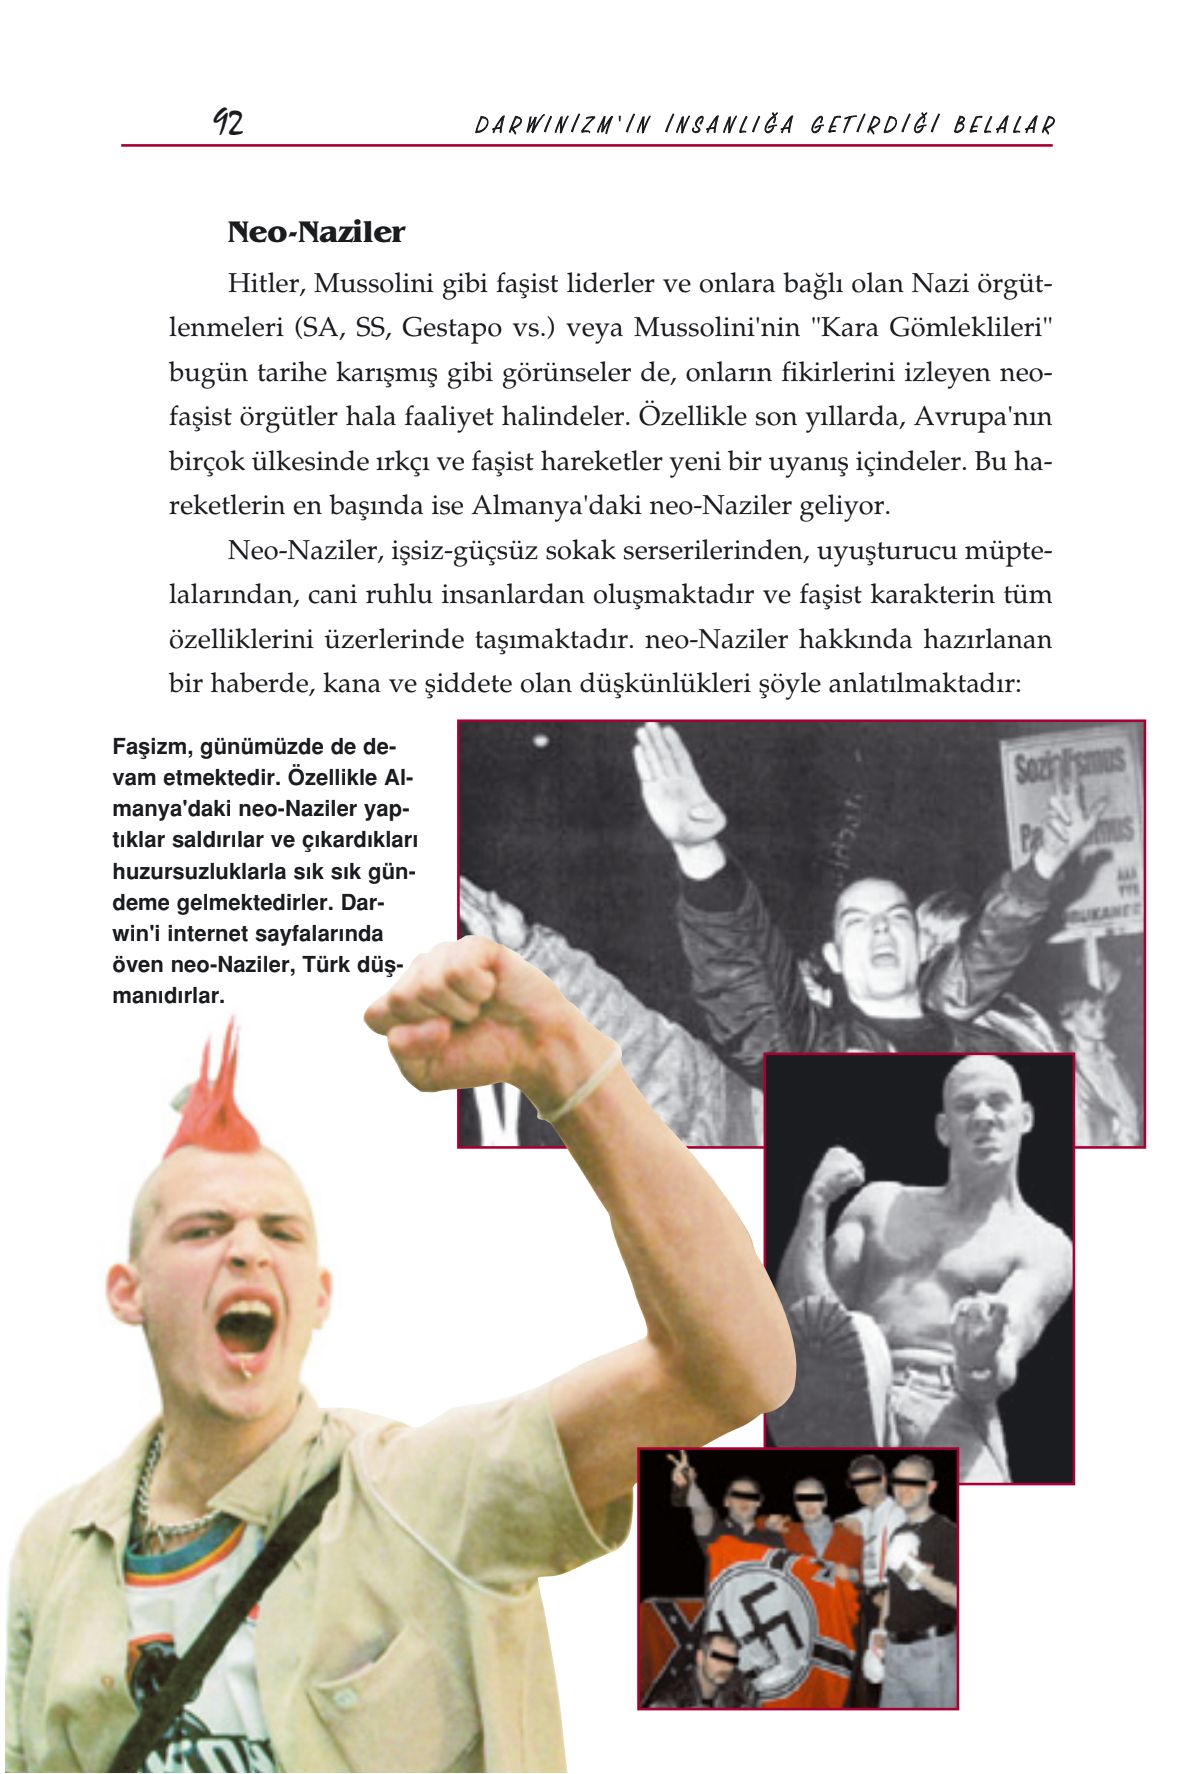 92
DARWINİZM'İN İNSANLIĞA GETİRDİĞİ BELALAR
Neo-Naziler
Hitler, Mussolini gibi faşist liderler ve onlara bağlı olan Nazi örgüt-
lenmeleri (SA, SS, Gestapo vs.) veya Mussolini'nin "Kara Gömleklileri"
bugün tarihe karışmış gibi görünseler de, onların fikirlerini izleyen neo-
faşist örgütler hala faaliyet halindeler. Özellikle son yıllarda, Avrupa'nın
birçok ülkesinde ırkçı ve faşist hareketler yeni bir uyanış içindeler. Bu ha-
reketlerin en başında ise Almanya'daki neo-Naziler geliyor.
Neo-Naziler, işsiz-güçsüz sokak serserilerinden, uyuşturucu müpte-
lalarından, cani ruhlu insanlardan oluşmaktadır ve faşist karakterin tüm
özelliklerini üzerlerinde taşımaktadır. neo-Naziler hakkında hazırlanan
bir haberde, kana ve şiddete olan düşkünlükleri şöyle anlatılmaktadır:
Faşizm, günümüzde de de-
vam etmektedir. Özellikle Al-
manya'daki neo-Naziler yap-
tıklar saldırılar ve çıkardıkları
huzursuzluklarla sık sık gün-
deme gelmektedirler. Dar-
win'i internet sayfalarında
öven neo-Naziler, Türk düş-
manıdırlar.